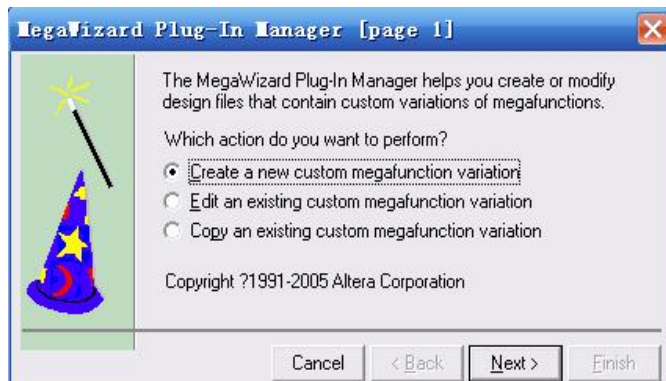 MegaWizard Plug-In Manager [page 1]
The MegaWizard Plug-In Manager helps you create or modify
design files that contain custom variations of megafunctions.
Which action do you want to perform?
Create a new custom megafunction variation
Edit an existing custom megafunction variation
Copy an existing custom megafunction variation
Copyright ?1991-2005 Altera Corporation
Cancel < Back Next > Finish